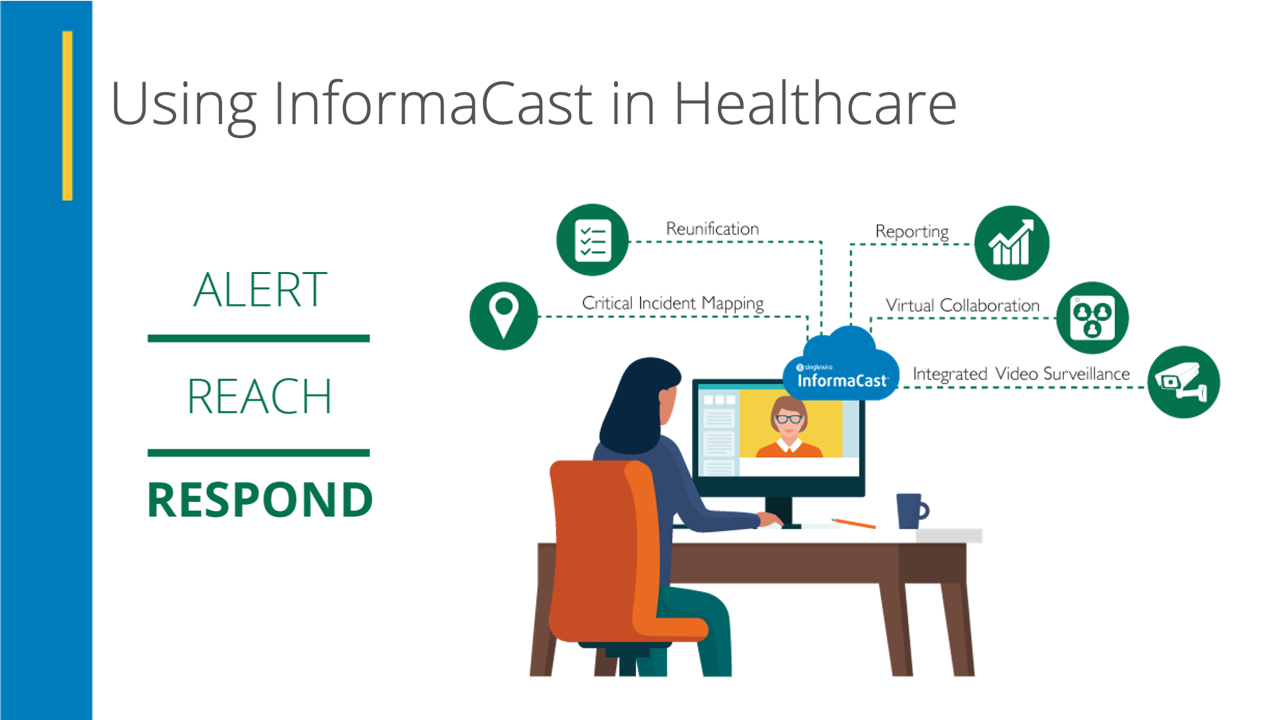 Using InformaCast in Healthcare
ALERT
REACH
RESPOND
Reunification
Reporting
Critical Incident Mapping
Virtual Collaboration
Integrated Video Surveillance
singlewire
InformaCast